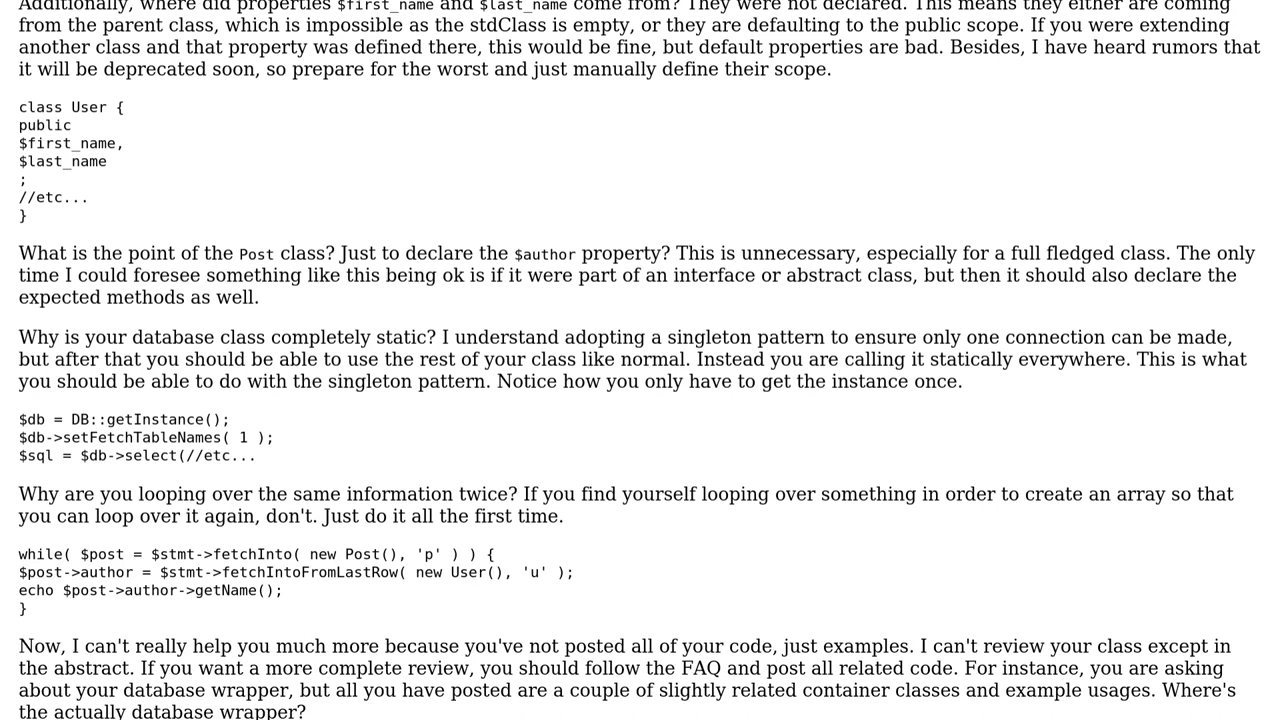 Additionally, where did properties $first_name and $last_name come from? They were not declared. This means they either are coming
from the parent class, which is impossible as the stdClass is empty, or they are defaulting to the public scope. If you were extending
another class and that property was defined there, this would be fine, but default properties are bad. Besides, I have heard rumors that
it will be deprecated soon, so prepare for the worst and just manually define their scope.
class User {
public
$first_name,
$last_name
;
//etc...
}
What is the point of the Post class? Just to declare the $author property? This is unnecessary, especially for a full fledged class. The only
time I could foresee something like this being ok is if it were part of an interface or abstract class, but then it should also declare the
expected methods as well.
Why is your database class completely static? I understand adopting a singleton pattern to ensure only one connection can be made,
but after that you should be able to use the rest of your class like normal. Instead you are calling it statically everywhere. This is what
you should be able to do with the singleton pattern. Notice how you only have to get the instance once.
$db = DB::getInstance();
$db->setFetchTableNames( 1 );
$sql = $db->select(//etc...
Why are you looping over the same information twice? If you find yourself looping over something in order to create an array so that
you can loop over it again, don't. Just do it all the first time.
while( $post = $stmt->fetchInto( new Post(), 'p' ) ) {
$post->author = $stmt->fetchIntoFromLastRow( new User(), 'u' );
echo $post->author->getName();
}
Now, I can't really help you much more because you've not posted all of your code, just examples. I can't review your class except in
the abstract. If you want a more complete review, you should follow the FAQ and post all related code. For instance, you are asking
about your database wrapper, but all you have posted are a couple of slightly related container classes and example usages. Where's
the actually database wrapper?